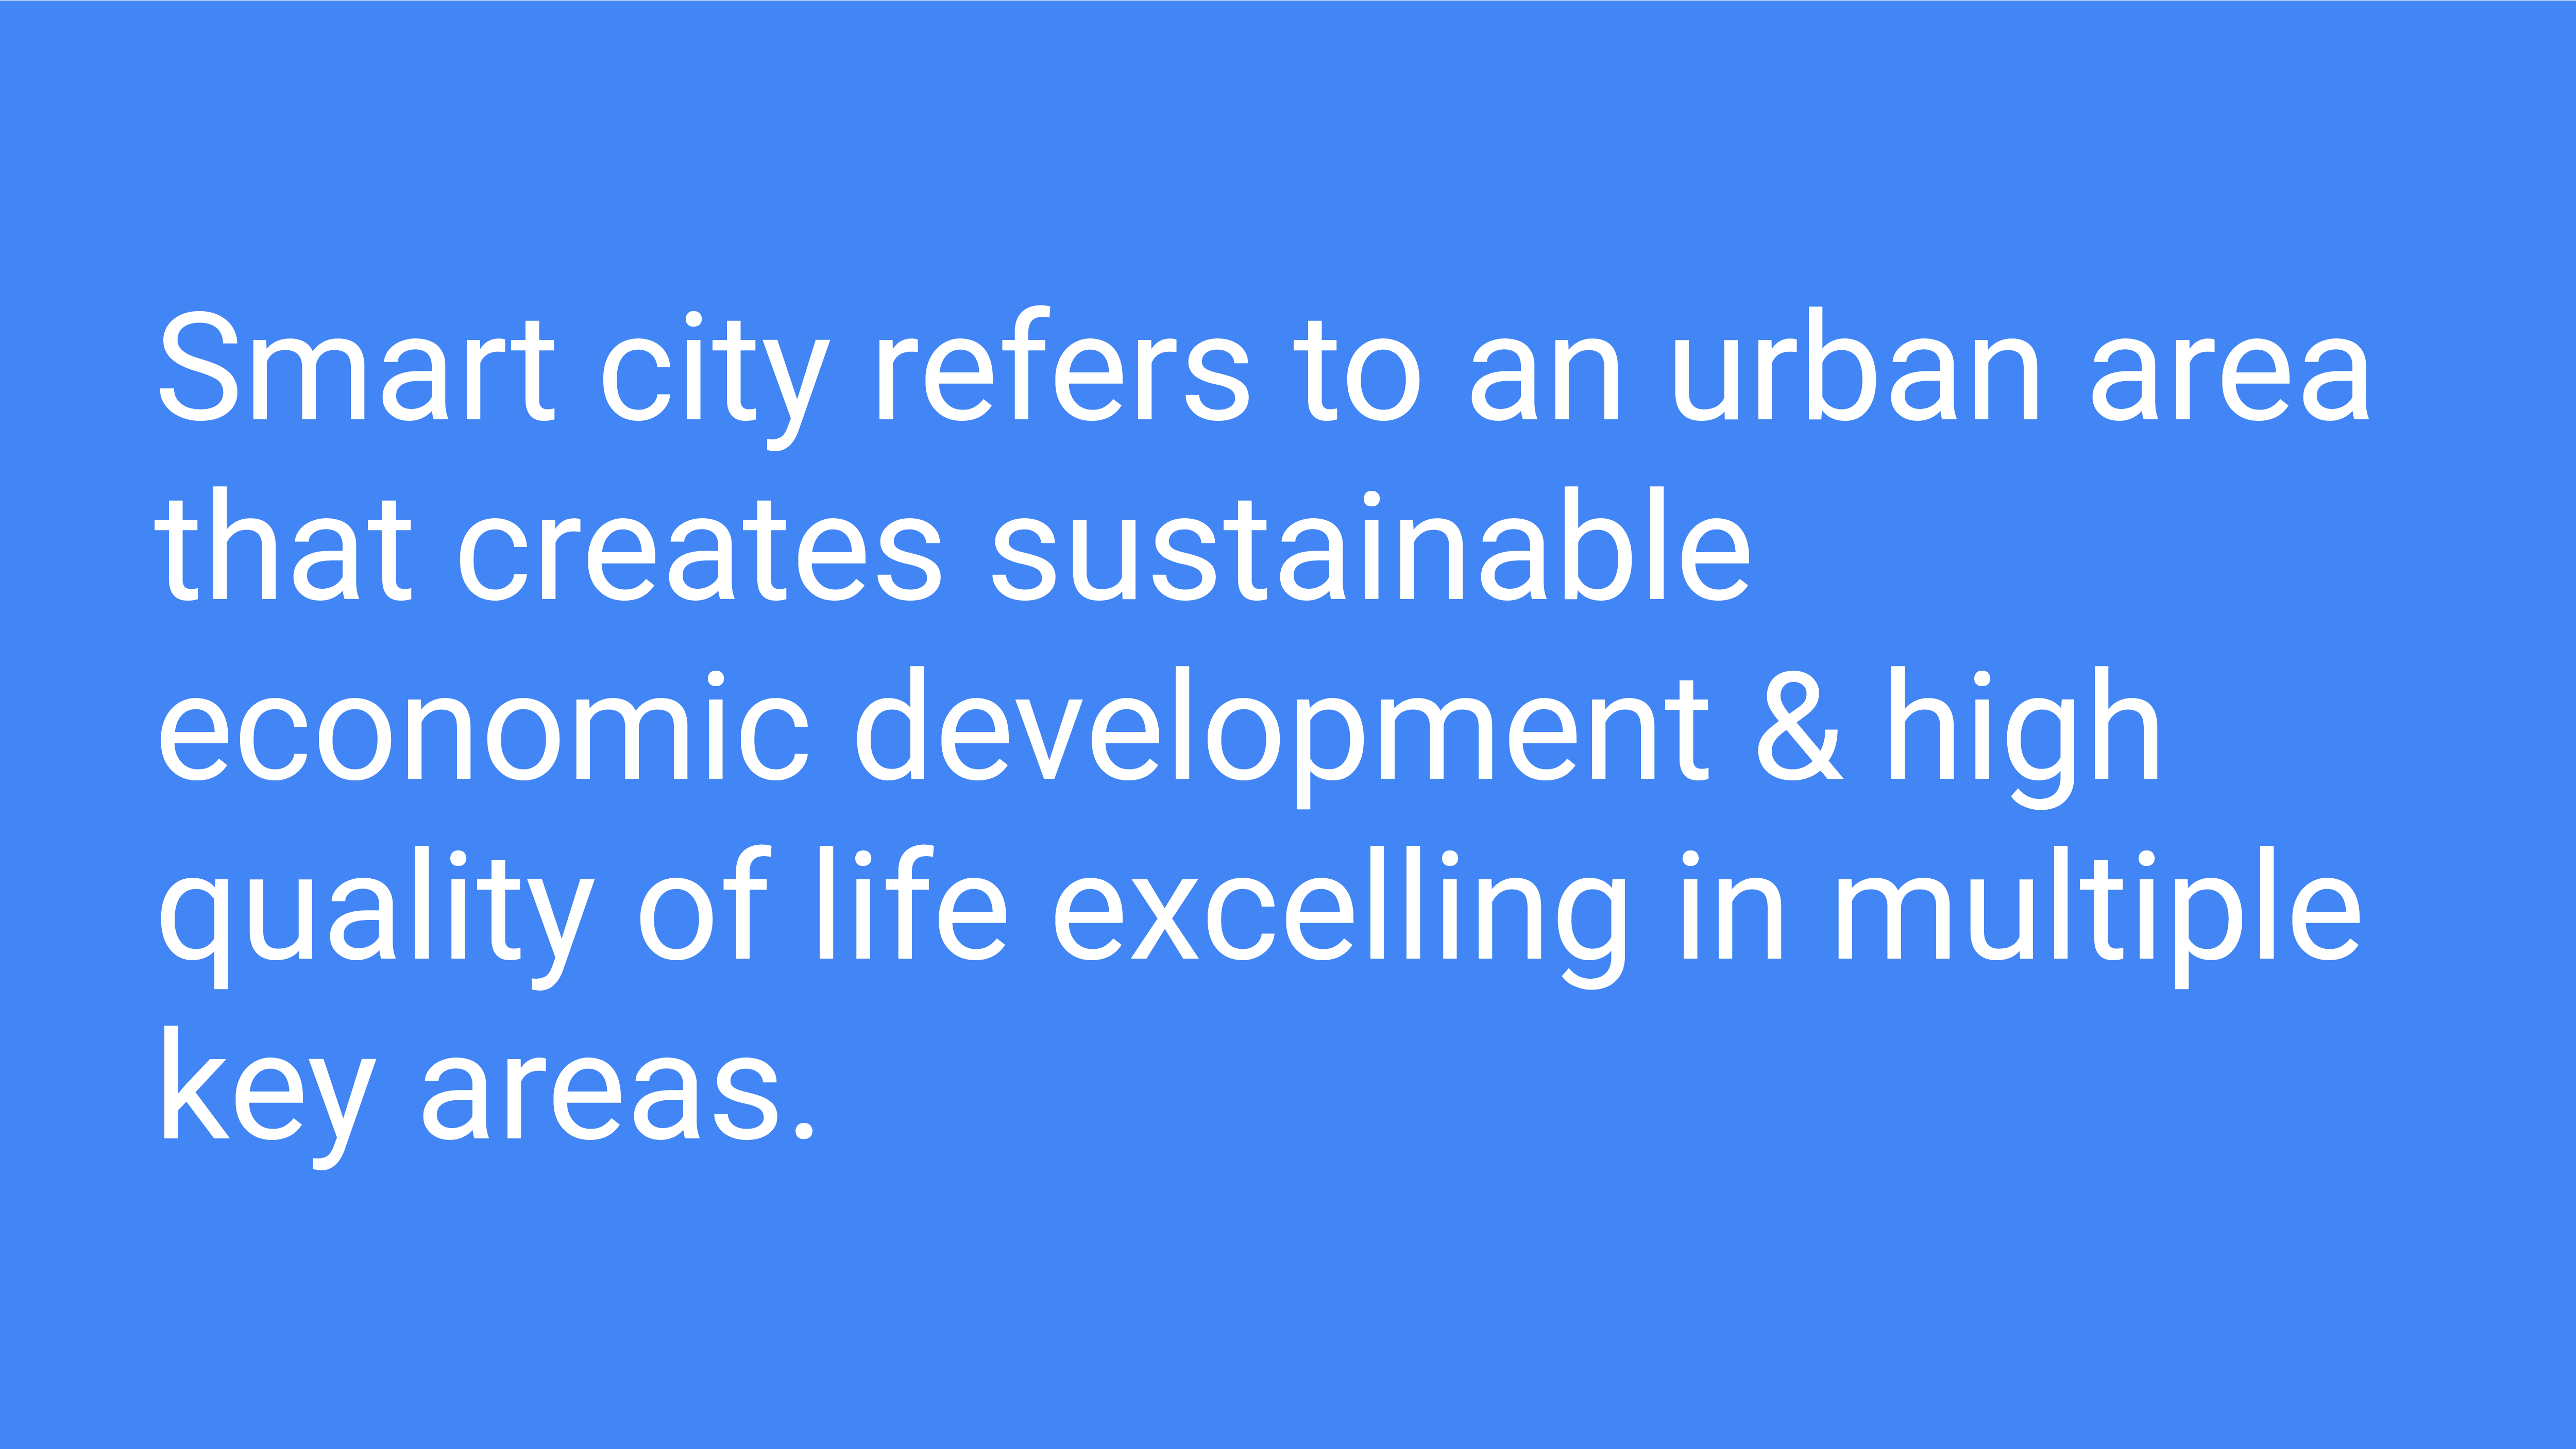 Smart city refers to an urban area
that creates sustainable
economic development & high
quality of life excelling in multiple
key areas.